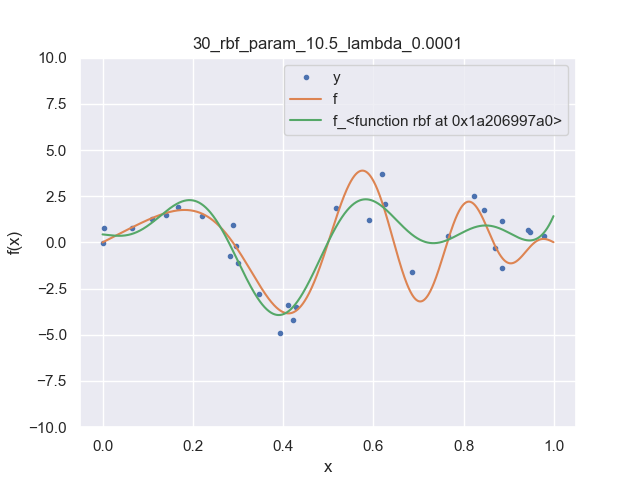 30_rbf_param_10.5_lambda_0.0001
10.0
7.5
5.0
2.5
0.0
−2.5
−5.0
−7.5
−10.0
f(x)
y
f
f_<function rbf at 0x1a206997a0>
0.0 0.2 0.4 0.6 0.8 1.0
x